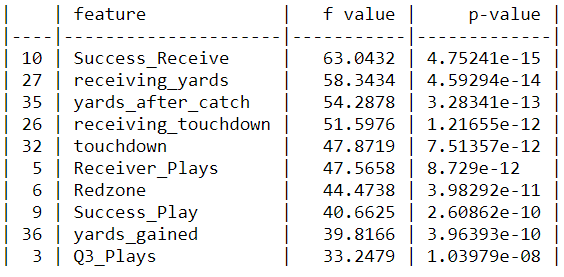 |    | feature             |   f value |     p-value |
|----|---------------------|-----------|-------------|
| 10 | Success_Receive     |   63.0432 | 4.75241e-15 |
| 27 | receiving_yards     |   58.3434 | 4.59294e-14 |
| 35 | yards_after_catch   |   54.2878 | 3.28341e-13 |
| 26 | receiving_touchdown |   51.5976 | 1.21655e-12 |
| 32 | touchdown           |   47.8719 | 7.51357e-12 |
|  5 | Receiver_Plays      |   47.5658 | 8.729e-12   |
|  6 | Redzone             |   44.4738 | 3.98292e-11 |
|  9 | Success_Play        |   40.6625 | 2.60862e-10 |
| 36 | yards_gained        |   39.8166 | 3.96393e-10 |
|  3 | Q3_Plays            |   33.2479 | 1.03979e-08 |